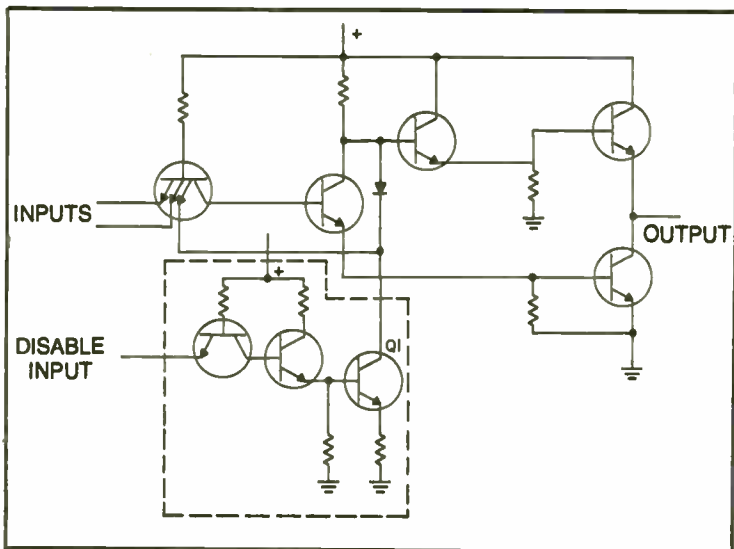 +
INPUTS
OUTPUT
+
DISABLE
INPUT
Q1